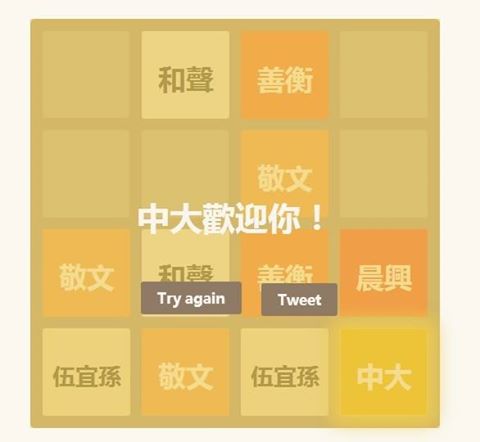 和聲 善衡
敬文
中大歡迎你！
敬文 和聲 善衡 晨興
Try again Tweet
伍宜孫 敬文 伍宜孫 中大